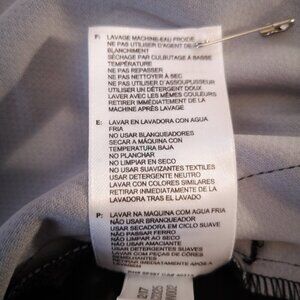 F: LAVAGE MACHINE-EAU FROIDE
NE PAS UTILISER D'AGENT DE
BLANCHIMENT
SÉCHAGE PAR CULBUTAGE À BASSE
TEMPÉRATURE
NE PAS REPASSER
NE PAS NETTOYER À SEC
NE PAS UTILISER D'ASSOUPLISSEUR
UTILISER UN DÉTERGENT DOUX
LAVER AVEC LES MÊMES COULEURS
RETIRER IMMÉDIATEMENT DE LA
MACHINE APRÈS LAVAGE
E: LAVAR EN LAVADORA CON AGUA
FRIA
NO USAR BLANQUEADORES
SECAR A MÁQUINA CON
TEMPERATURA BAJA
NO PLANCHAR
NO LIMPIAR EN SECO
NO USAR SUAVIZANTES TEXTILES
USAR DETERGENTE NEUTRO
LAVAR CON COLORES SIMILARES
RETIRAR INMEDIATAMENTE DE LA
LAVADORA TRAS EL LAVADO
P: LAVAR NA MAQUINA COM AGUA FRIA
NÃO USAR BRANQUEADOR
USAR SECADORA EM CICLO SUAVE
NÃO PASSAR FERRO
NÃO LIMPAR AO SECO
NÃO USAR AMACIANTE
USAR DETERGENTES SUAVES
LAVAR COM PEÇAS DE CÔRES